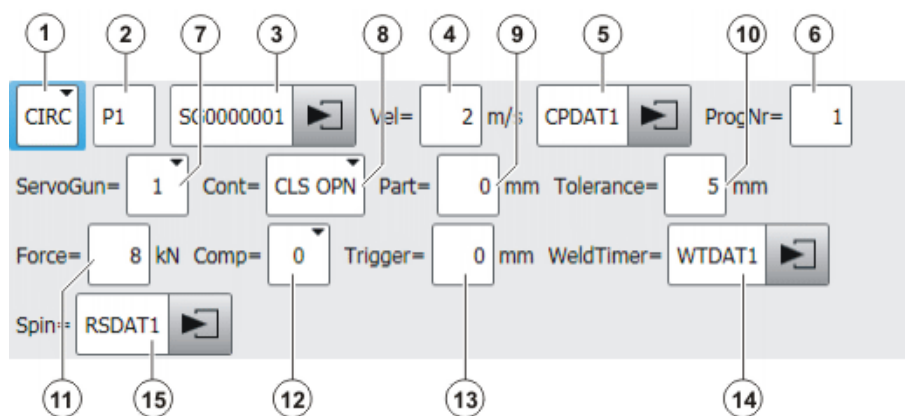 1 2 7 3 8 4 9 5 10 6
CIRC P1 SG0000001 Vel= 2 m/s CPDAT1 ProgNr= 1
ServoGun= 1 Cont= CLS OPN Part= 0 mm Tolerance= 5 mm
Force= 8 kN Comp= 0 Trigger= 0 mm WeldTimer= WTDAT1
Spin= RSDAT1
11 15 12 13 14